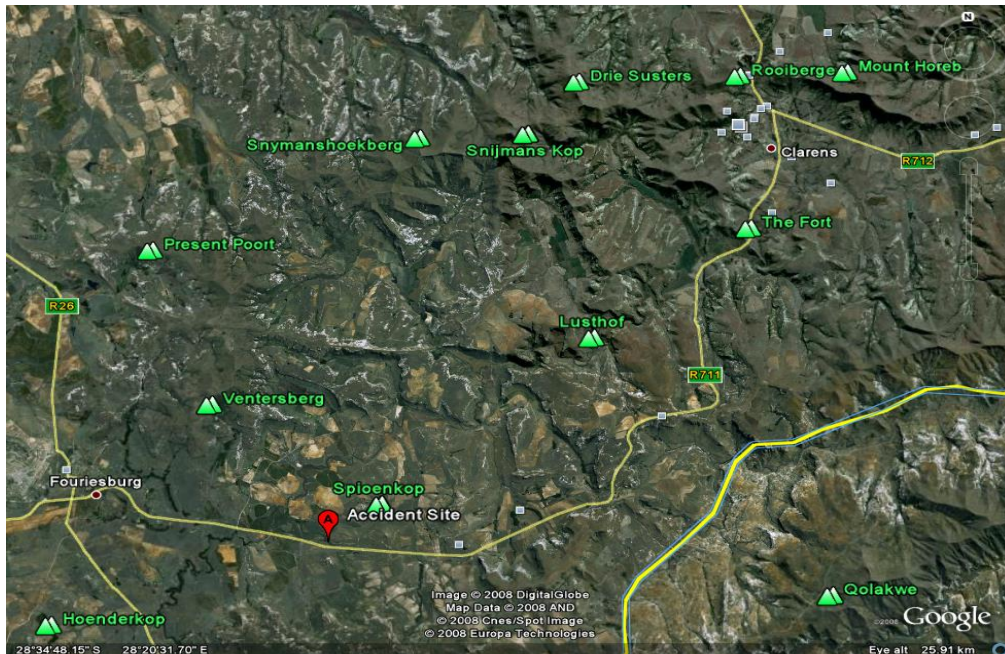 N
Drie Susters
Rooiberge
Mount Horeb
Snymanshoekberg
Snijmans Kop
Clarens
R712
The Fort
Present Poort
R26
Lusthof
R711
Ventersberg
Fouriesburg
Spioenkop
A
Accident Site
Image © 2008 DigitalGlobe
Map Data © 2008 AND
© 2008 Cnes/Spot Image
© 2008 Europa Technologies
Qolakwe
©2008 Google
Hoenderkop
28°34'48.15" S 28°20'31.70" E
Eye alt 25.91 km